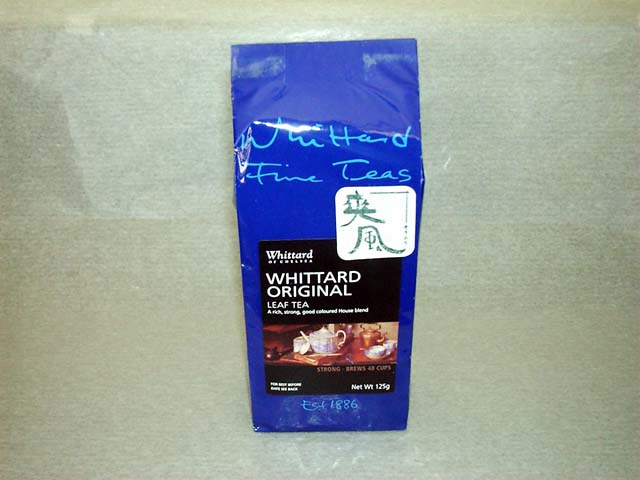 Whittard
Fine Teas
爽
風
Whittard
OF CHELSEA
WHITTARD
ORIGINAL
LEAF TEA
A rich, strong, good coloured House blend
STRONG - BREWS 40 CUPS
FOR BEST BEFORE
DATE SEE BACK
Net Wt 125g
Est. 1886